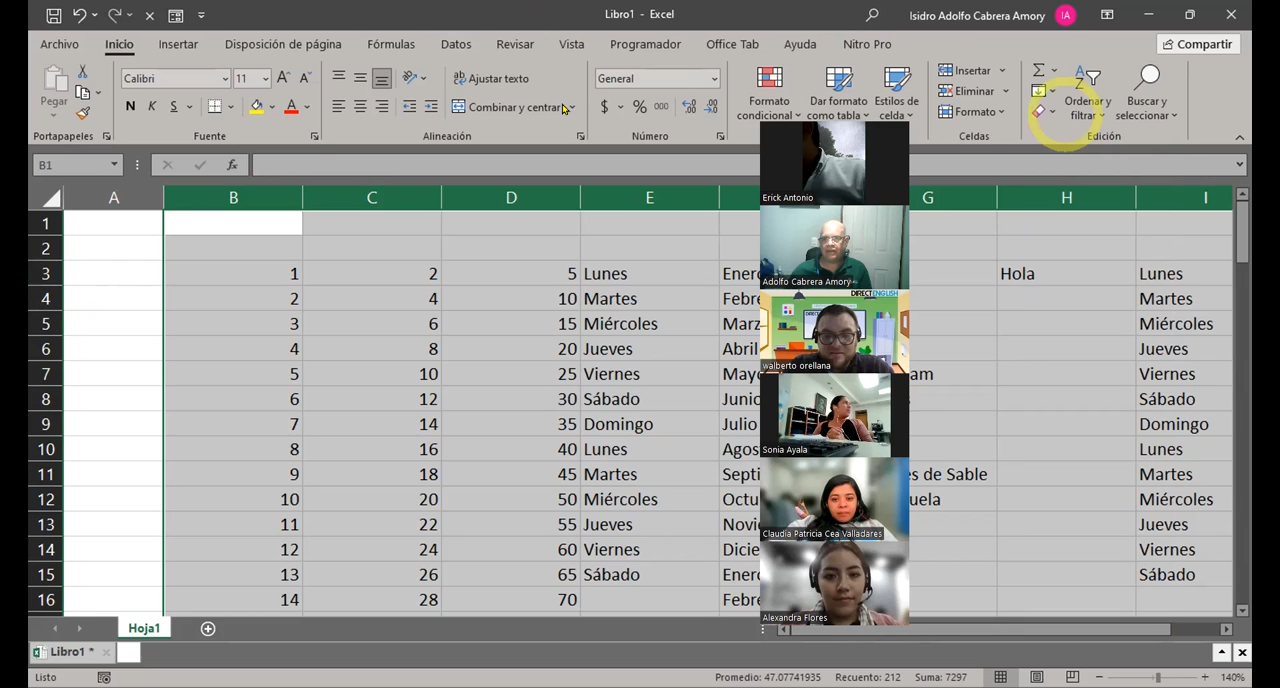 Libro1 - Excel
Isidro Adolfo Cabrera Amory
IA
Archivo Inicio Insertar Disposición de página Fórmulas Datos Revisar Vista Programador Office Tab Ayuda Nitro Pro
Compartir
Pegar
Calibri 11
N K S
A
Ajustar texto
Combinar y centrar
General
$ % 000
Formato condicional
Dar formato como tabla
Estilos de celda
Insertar
Eliminar
Formato
Ordenar y filtrar
Buscar y seleccionar
Portapapeles Fuente Alineación Número Celdas Edición
B1
fx
A B C D E G H I
1
2
3 1 2 5 Lunes Enero Hola Lunes
4 2 4 10 Martes Febre Martes
5 3 6 15 Miércoles Marz Miércoles
6 4 8 20 Jueves Abril Jueves
7 5 10 25 Viernes Mayo am Viernes
8 6 12 30 Sábado Junio Sábado
9 7 14 35 Domingo Julio Domingo
10 8 16 40 Lunes Agos Lunes
11 9 18 45 Martes Septi es de Sable Martes
12 10 20 50 Miércoles Octu uela Miércoles
13 11 22 55 Jueves Novi Jueves
14 12 24 60 Viernes Dicie Viernes
15 13 26 65 Sábado Ener Sábado
16 14 28 70 Febre
Erick Antonio
Adolfo Cabrera Amory
DIRECTENGLISH
walberto orellana
Sonia Ayala
Claudia Patricia Cea Valladares
Alexandra Flores
Hoja1
Libro1 *
Listo
Promedio: 47.07741935 Recuento: 212 Suma: 7297
140%